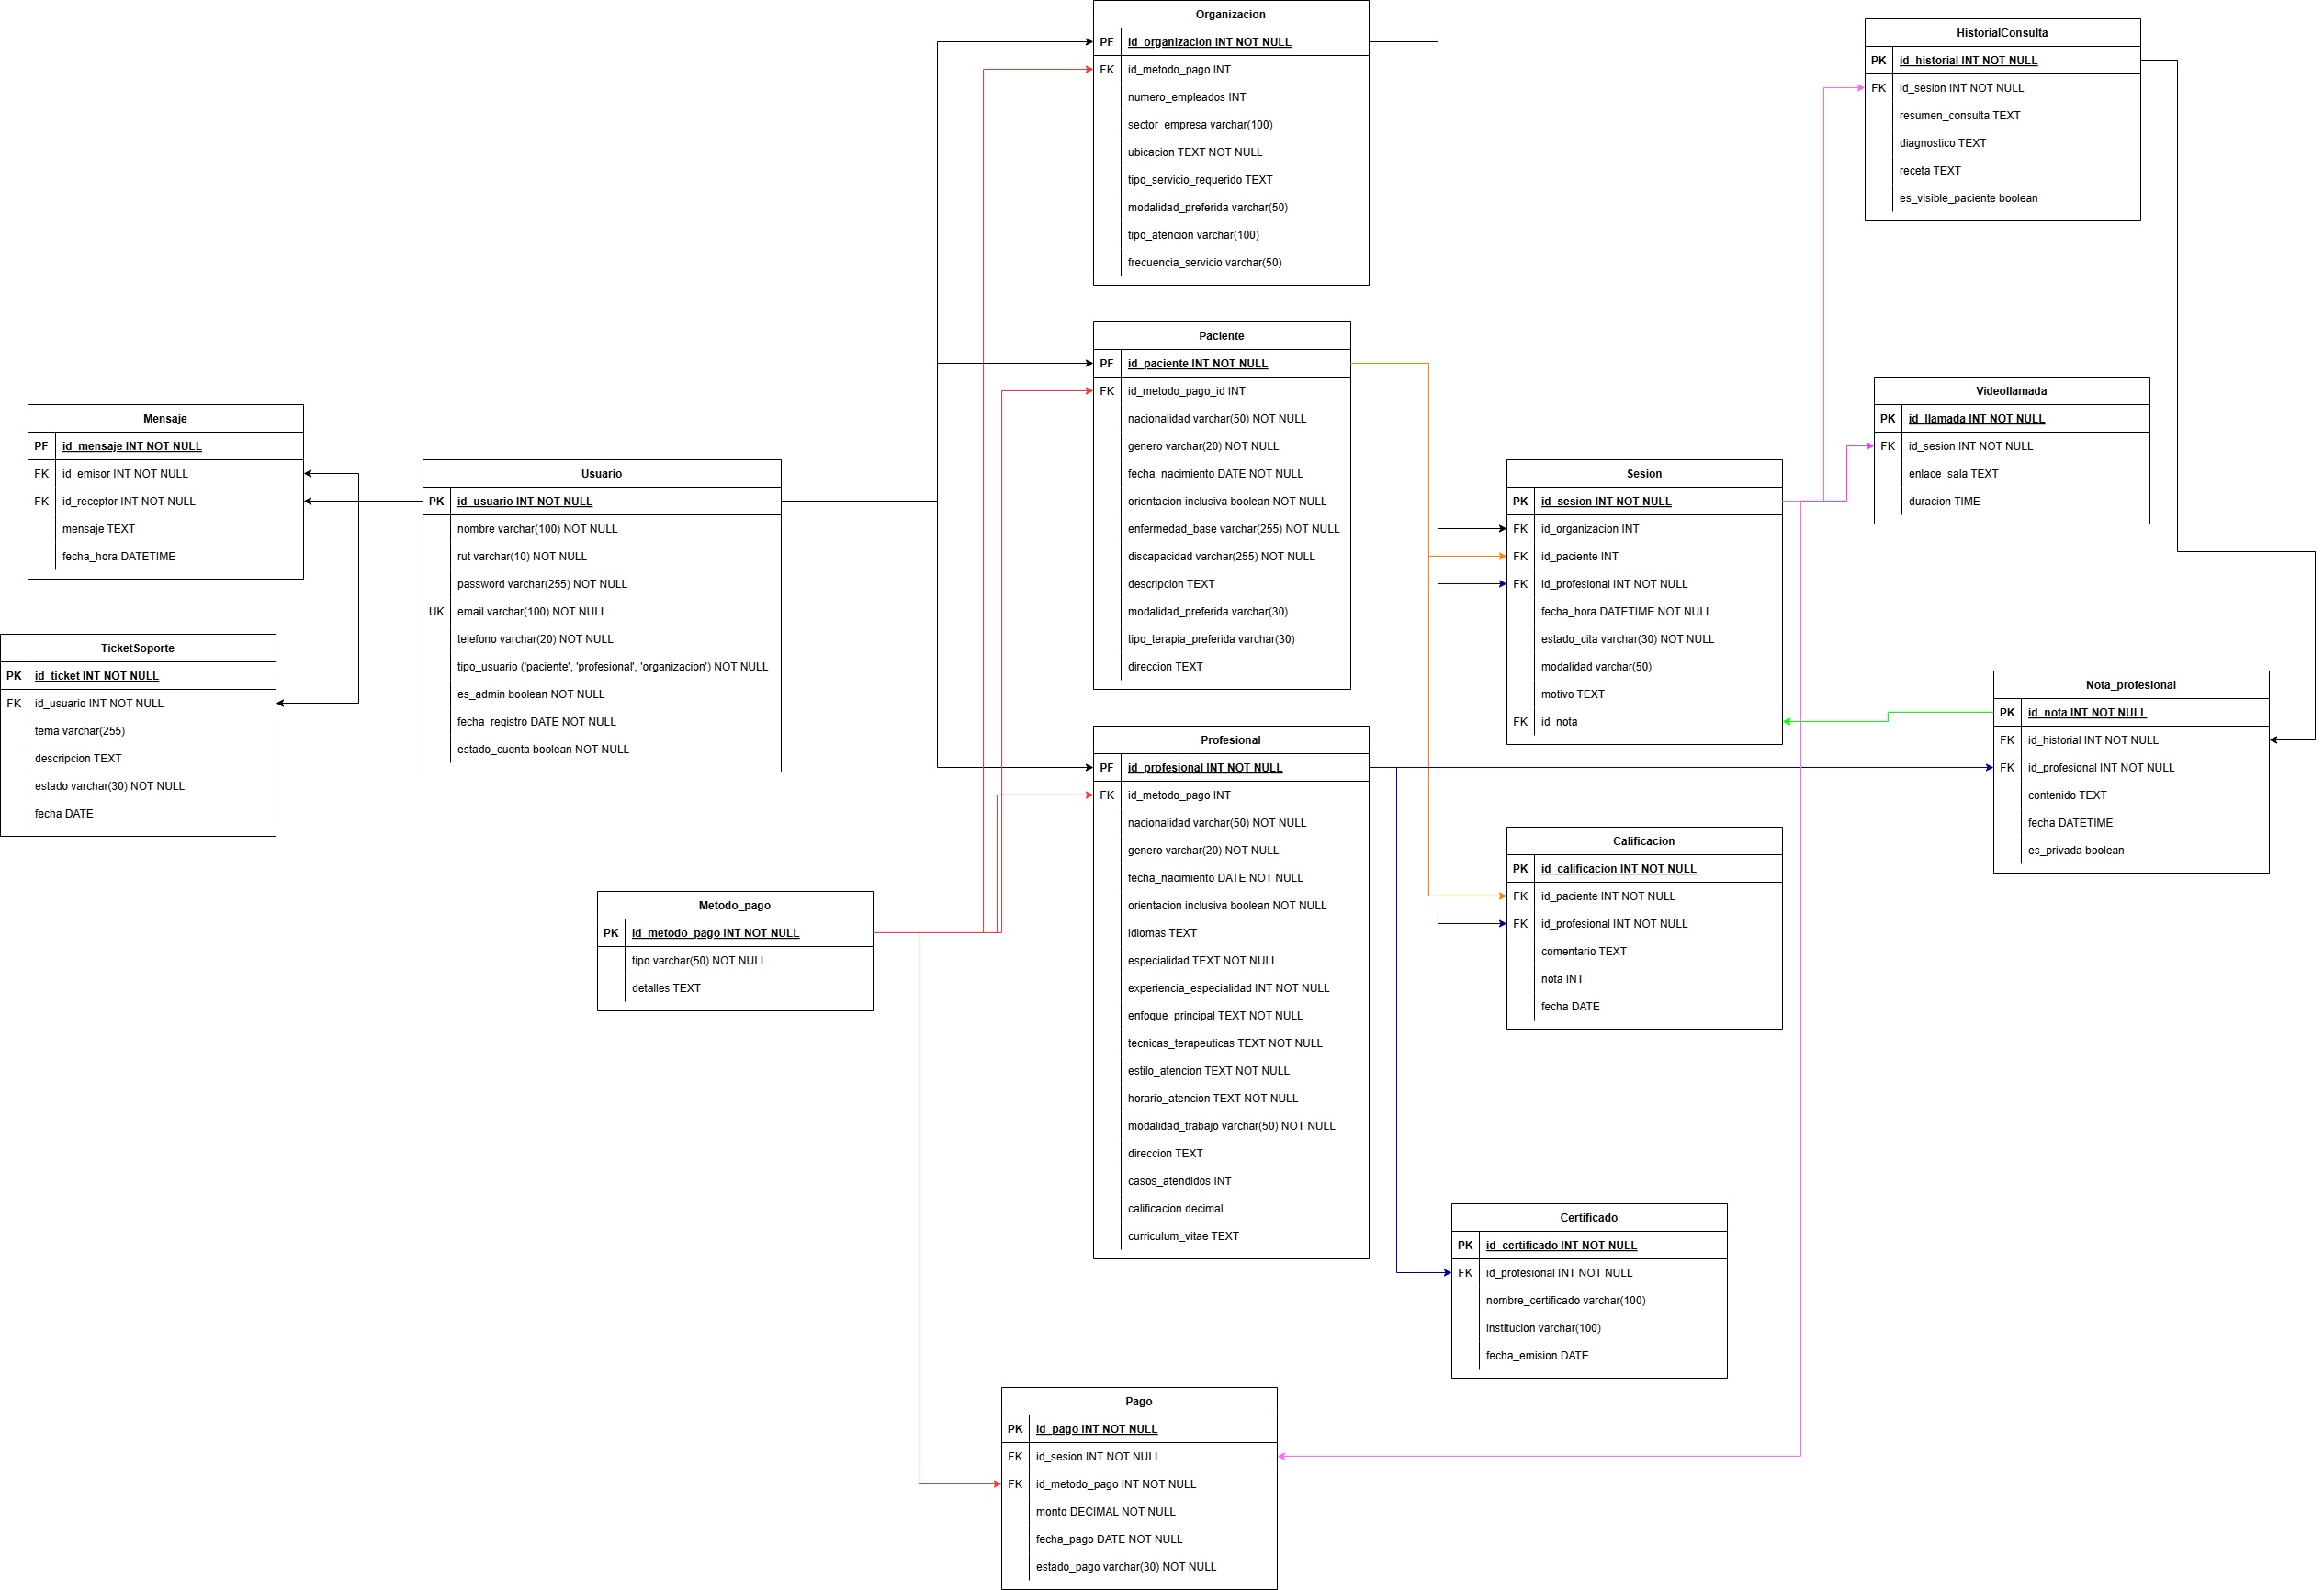 Organizacion
PF id_organizacion INT NOT NULL
FK id_metodo_pago INT
numero_empleados INT
sector_empresa varchar(100)
ubicacion TEXT NOT NULL
tipo_servicio_requerido TEXT
modalidad_preferida varchar(50)
tipo_atencion varchar(100)
frecuencia_servicio varchar(50)
HistorialConsulta
PK id_historial INT NOT NULL
FK id_sesion INT NOT NULL
resumen_consulta TEXT
diagnostico TEXT
receta TEXT
es_visible_paciente boolean
Paciente
PF id_paciente INT NOT NULL
FK id_metodo_pago_id INT
nacionalidad varchar(50) NOT NULL
genero varchar(20) NOT NULL
fecha_nacimiento DATE NOT NULL
orientacion inclusiva boolean NOT NULL
enfermedad_base varchar(255) NOT NULL
discapacidad varchar(255) NOT NULL
descripcion TEXT
modalidad_preferida varchar(30)
tipo_terapia_preferida varchar(30)
direccion TEXT
Videollamada
PK id_llamada INT NOT NULL
FK id_sesion INT NOT NULL
enlace_sala TEXT
duracion TIME
Mensaje
PF id_mensaje INT NOT NULL
FK id_emisor INT NOT NULL
FK id_receptor INT NOT NULL
mensaje TEXT
fecha_hora DATETIME
Usuario
PK id_usuario INT NOT NULL
nombre varchar(100) NOT NULL
rut varchar(10) NOT NULL
password varchar(255) NOT NULL
UK email varchar(100) NOT NULL
telefono varchar(20) NOT NULL
tipo_usuario ('paciente', 'profesional', 'organizacion') NOT NULL
es_admin boolean NOT NULL
fecha_registro DATE NOT NULL
estado_cuenta boolean NOT NULL
Sesion
PK id_sesion INT NOT NULL
FK id_organizacion INT
FK id_paciente INT
FK id_profesional INT NOT NULL
fecha_hora DATETIME NOT NULL
estado_cita varchar(30) NOT NULL
modalidad varchar(50)
motivo TEXT
FK id_nota
TicketSoporte
PK id_ticket INT NOT NULL
FK id_usuario INT NOT NULL
tema varchar(255)
descripcion TEXT
estado varchar(30) NOT NULL
fecha DATE
Nota_profesional
PK id_nota INT NOT NULL
FK id_historial INT NOT NULL
FK id_profesional INT NOT NULL
contenido TEXT
fecha DATETIME
es_privada boolean
Profesional
PF id_profesional INT NOT NULL
FK id_metodo_pago INT
nacionalidad varchar(50) NOT NULL
genero varchar(20) NOT NULL
fecha_nacimiento DATE NOT NULL
orientacion inclusiva boolean NOT NULL
idiomas TEXT
especialidad TEXT NOT NULL
experiencia_especialidad INT NOT NULL
enfoque_principal TEXT NOT NULL
tecnicas_terapeuticas TEXT NOT NULL
estilo_atencion TEXT NOT NULL
horario_atencion TEXT NOT NULL
modalidad_trabajo varchar(50) NOT NULL
direccion TEXT
casos_atendidos INT
calificacion decimal
curriculum_vitae TEXT
Calificacion
PK id_calificacion INT NOT NULL
FK id_paciente INT NOT NULL
FK id_profesional INT NOT NULL
comentario TEXT
nota INT
fecha DATE
Metodo_pago
PK id_metodo_pago INT NOT NULL
tipo varchar(50) NOT NULL
detalles TEXT
Certificado
PK id_certificado INT NOT NULL
FK id_profesional INT NOT NULL
nombre_certificado varchar(100)
institucion varchar(100)
fecha_emision DATE
Pago
PK id_pago INT NOT NULL
FK id_sesion INT NOT NULL
FK id_metodo_pago INT NOT NULL
monto DECIMAL NOT NULL
fecha_pago DATE NOT NULL
estado_pago varchar(30) NOT NULL